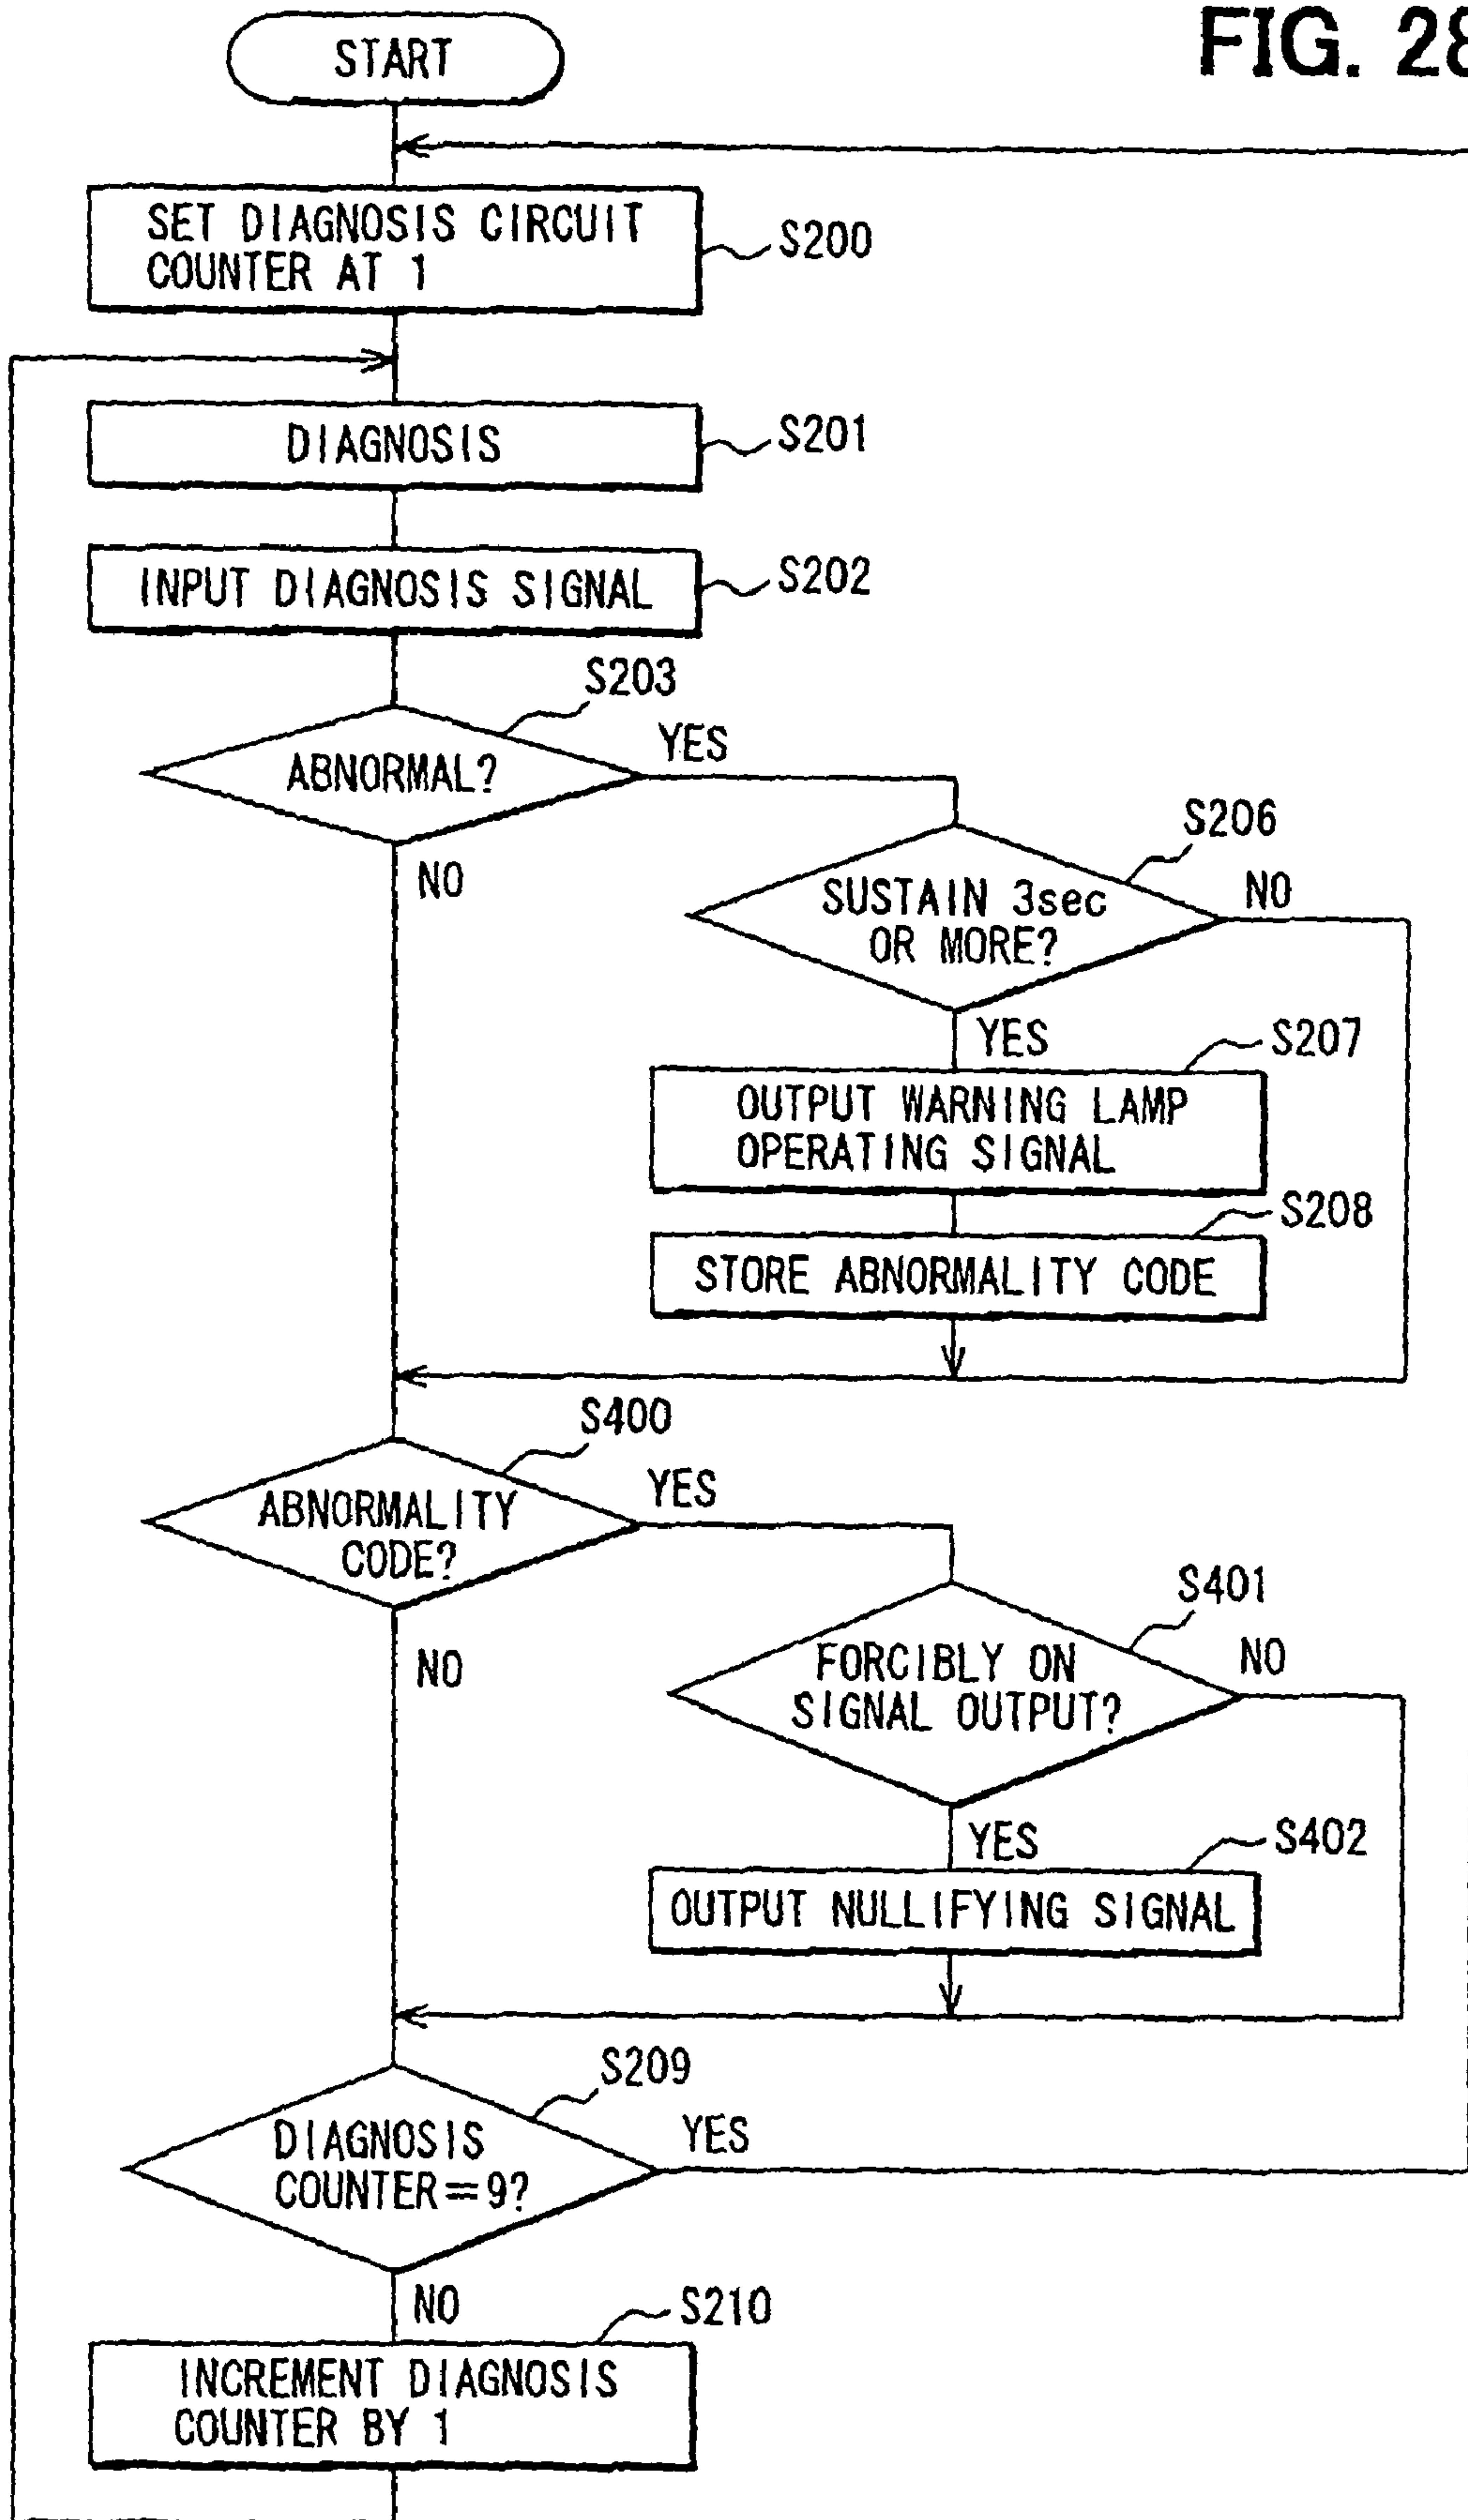 FIG. 28
START
SET DIAGNOSIS CIRCUIT
COUNTER AT 1
S200
DIAGNOSIS
S201
INPUT DIAGNOSIS SIGNAL
S202
S203
ABNORMAL?
YES
NO
S206
SUSTAIN 3sec
OR MORE?
NO
YES
S207
OUTPUT WARNING LAMP
OPERATING SIGNAL
S208
STORE ABNORMALITY CODE
S400
ABNORMALITY
CODE?
YES
NO
S401
FORCIBLY ON
SIGNAL OUTPUT?
NO
YES
S402
OUTPUT NULLIFYING SIGNAL
S209
DIAGNOSIS
COUNTER=9?
YES
NO
S210
INCREMENT DIAGNOSIS
COUNTER BY 1